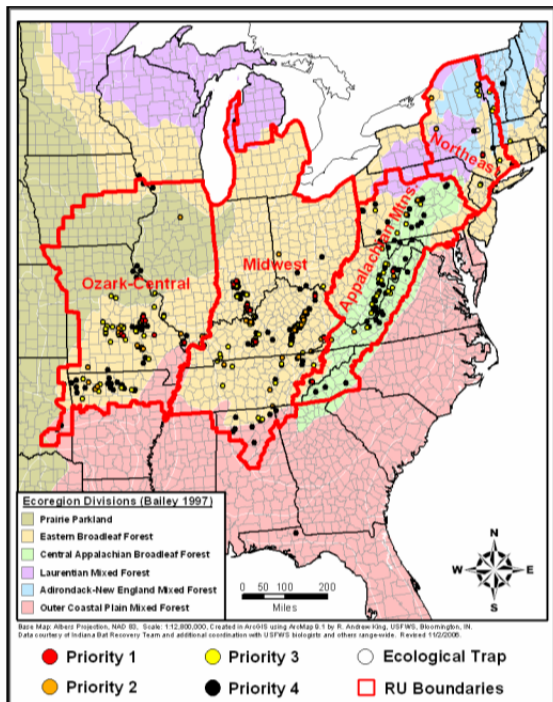 Northeast
Appalachian Mtns.
Midwest
Ozark-Central
Ecoregion Divisions (Bailey 1997)
Prairie Parkland
Eastern Broadleaf Forest
Central Appalachian Broadleaf Forest
Laurentian Mixed Forest
Adirondack-New England Mixed Forest
Outer Coastal Plain Mixed Forest
N
W E
S
0 50 100 200
Miles
Base Map: Albers Projection, NAD 83, Scale: 1:12,800,000, Created in ArcGIS using ArcMap 9.1 by R. Andrew King, USFWS, Bloomington, IN.
Data courtesy of Indiana Bat Recovery Team and additional coordination with USFWS biologists and others range-wide. Revised 11/2/2006.
Priority 1 Priority 3 Ecological Trap
Priority 2 Priority 4 RU Boundaries